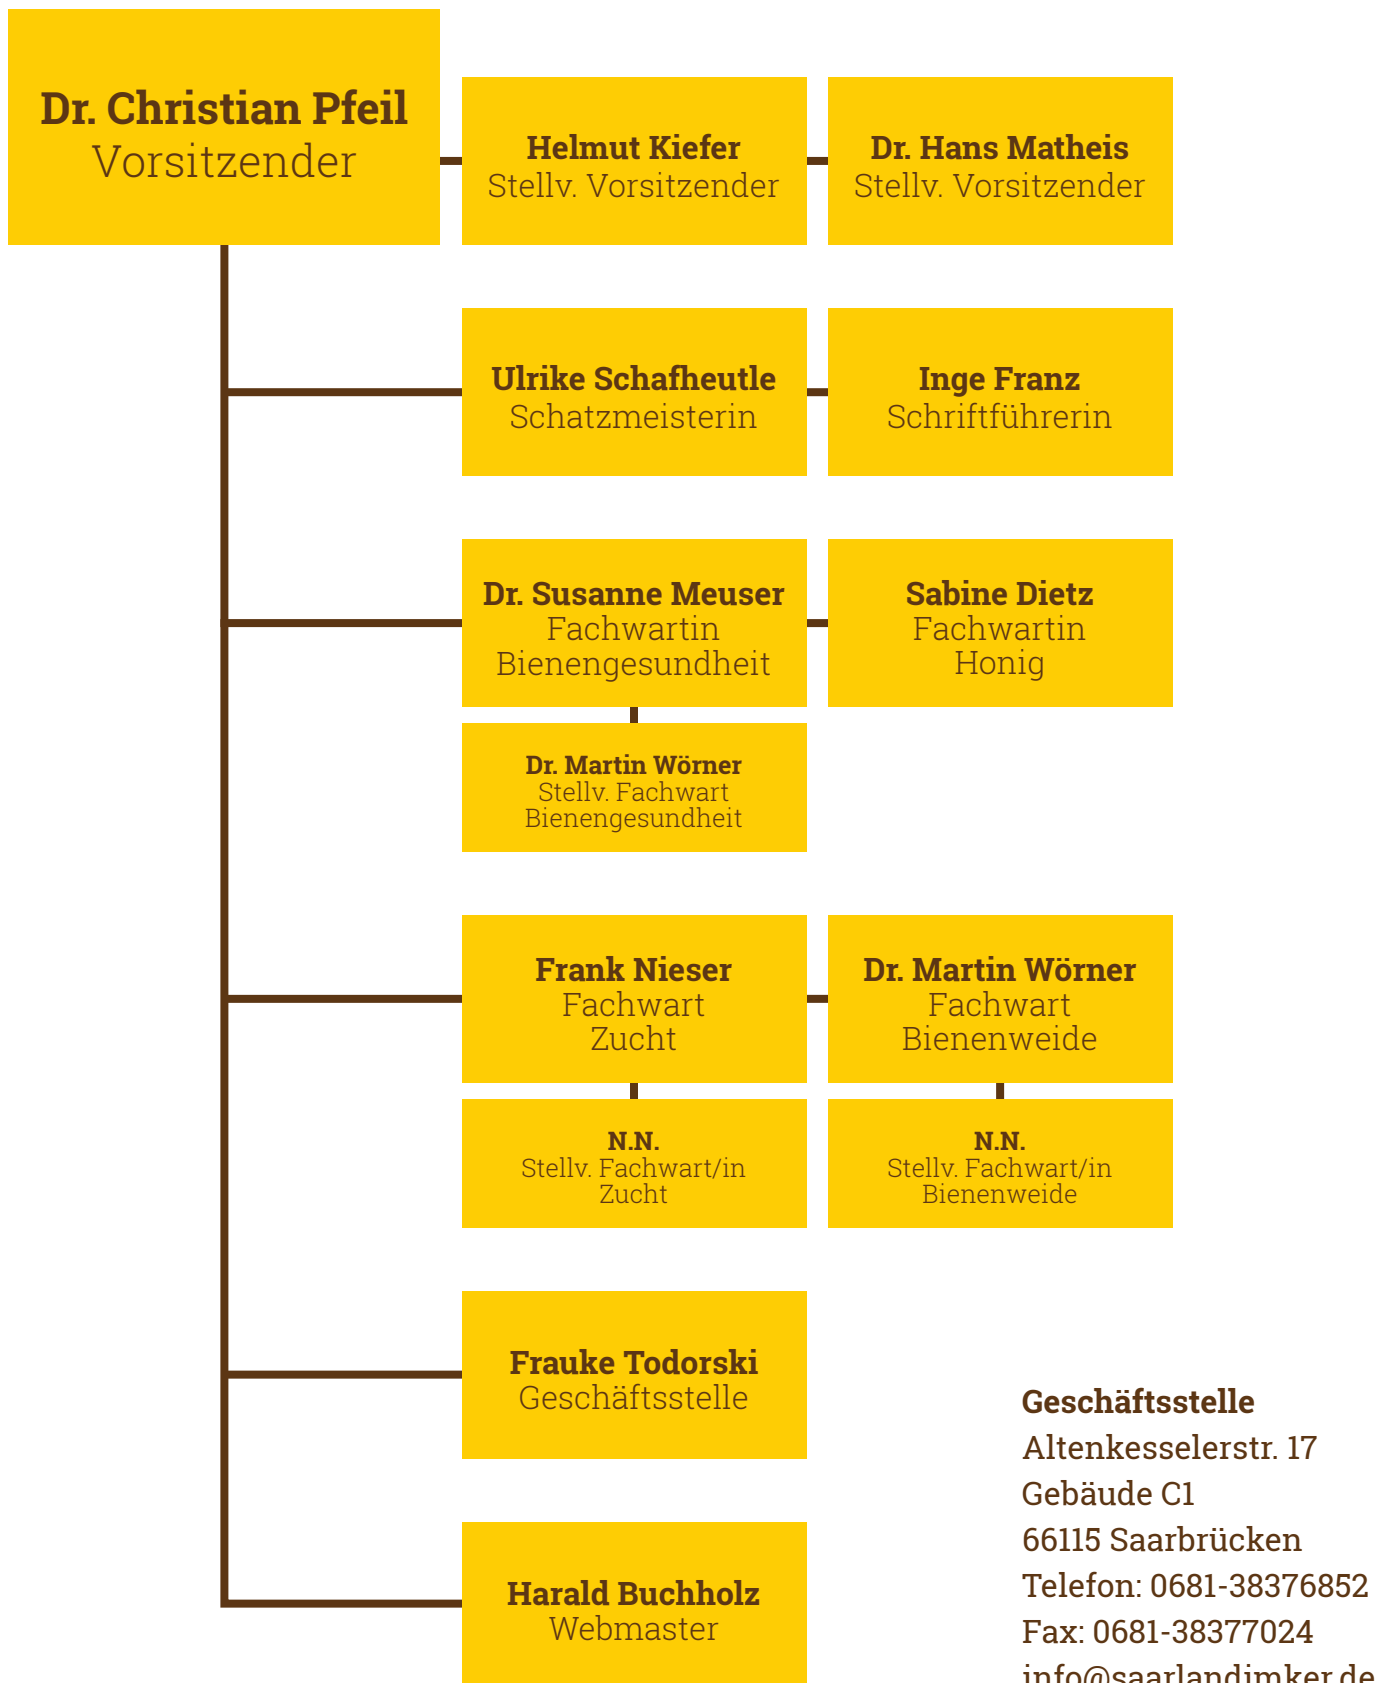 Dr. Christian Pfeil
Vorsitzender
Helmut Kiefer
Stellv. Vorsitzender
Dr. Hans Matheis
Stellv. Vorsitzender
Ulrike Schafheutle
Schatzmeisterin
Inge Franz
Schriftführerin
Dr. Susanne Meuser
Fachwartin
Bienengesundheit
Sabine Dietz
Fachwartin
Honig
Dr. Martin Wörner
Stellv. Fachwart
Bienengesundheit
Frank Nieser
Fachwart
Zucht
Dr. Martin Wörner
Fachwart
Bienenweide
N.N.
Stellv. Fachwart/in
Zucht
N.N.
Stellv. Fachwart/in
Bienenweide
Frauke Todorski
Geschäftsstelle
Harald Buchholz
Webmaster
Geschäftsstelle
Altenkesselerstr. 17
Gebäude C1
66115 Saarbrücken
Telefon: 0681-38376852
Fax: 0681-38377024
info@saarlandimker.de